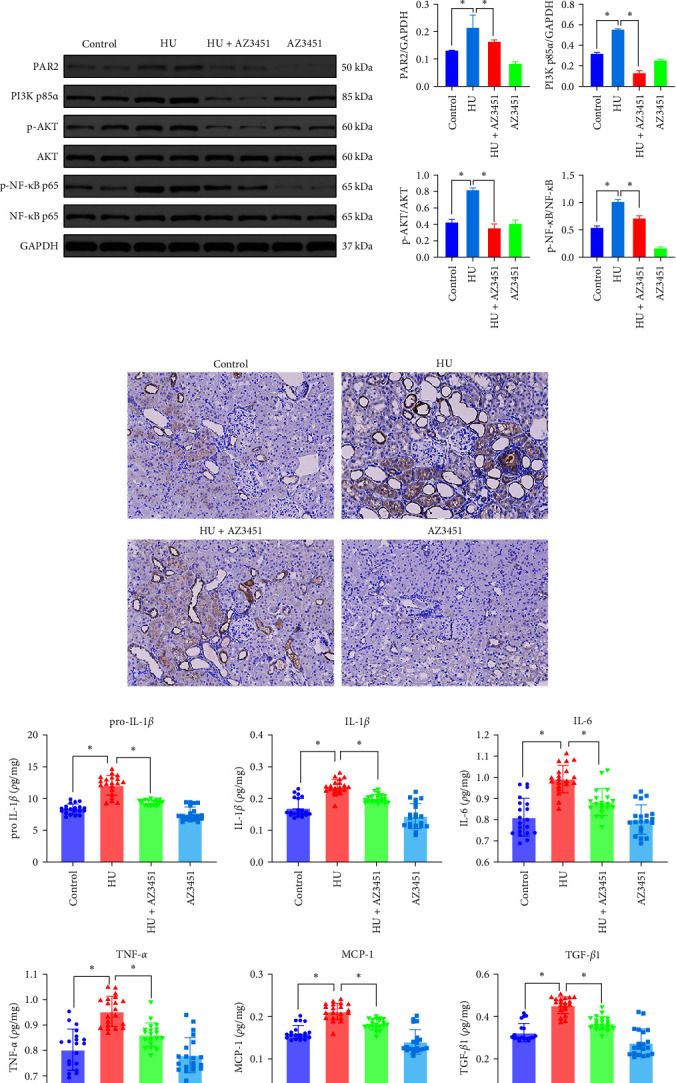 Control HU HU + AZ3451 AZ3451
PAR2 50 kDa
PI3K p85α 85 kDa
p-AKT 60 kDa
AKT 60 kDa
p-NF-κB p65 65 kDa
NF-κB p65 65 kDa
GAPDH 37 kDa
PAR2/GAPDH
0.3
0.2
0.1
0.0
* *
Control HU HU + AZ3451 AZ3451
PI3K p85α/GAPDH
0.8
0.6
0.4
0.2
0.0
* *
Control HU HU + AZ3451 AZ3451
p-AKT/AKT
1.0
0.8
0.6
0.4
0.2
0.0
* *
Control HU HU + AZ3451 AZ3451
p-NF-κB/NF-κB
1.5
1.0
0.5
0.0
* *
Control HU HU + AZ3451 AZ3451
Control HU
HU + AZ3451 AZ3451
pro-IL-1β
pro IL-1β (ρg/mg)
20
15
10
5
0
* *
Control HU HU + AZ3451 AZ3451
IL-1β
IL-1β (ρg/mg)
0.4
0.3
0.2
0.1
0.0
* *
Control HU HU + AZ3451 AZ3451
IL-6
IL-6 (ρg/mg)
1.2
1.1
1.0
0.9
0.8
0.7
0.6
* *
Control HU HU + AZ3451 AZ3451
TNF-α
TNF-α (ρg/mg)
1.1
1.0
0.9
0.8
0.7
* *
MCP-1
MCP-1 (ρg/mg)
0.3
0.2
0.1
* *
TGF-β1
TGF-β1 (ρg/mg)
0.6
0.4
0.2
* *